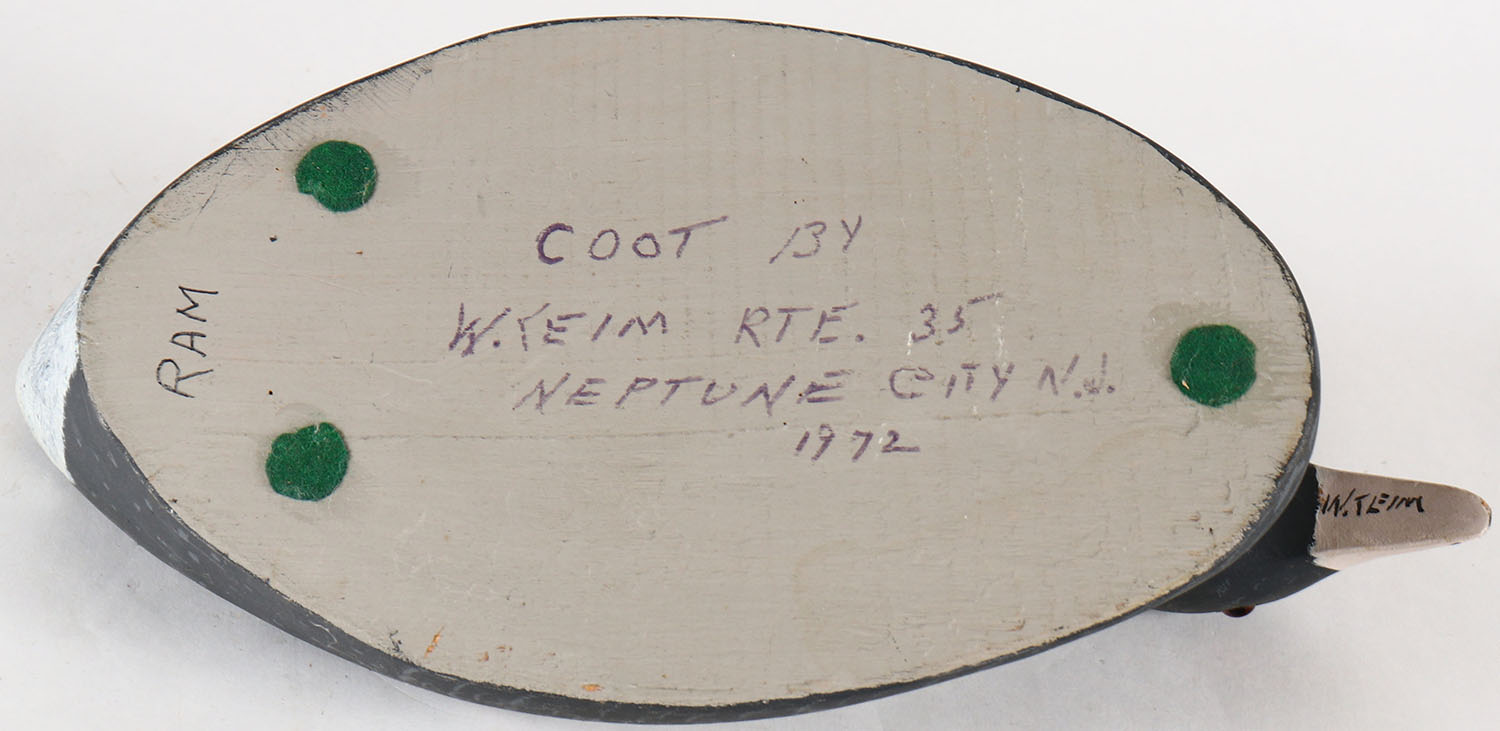 COOT BY
W. KEIM RTE. 35
NEPTUNE CITY N.J.
1972
RAM
W. KEIM